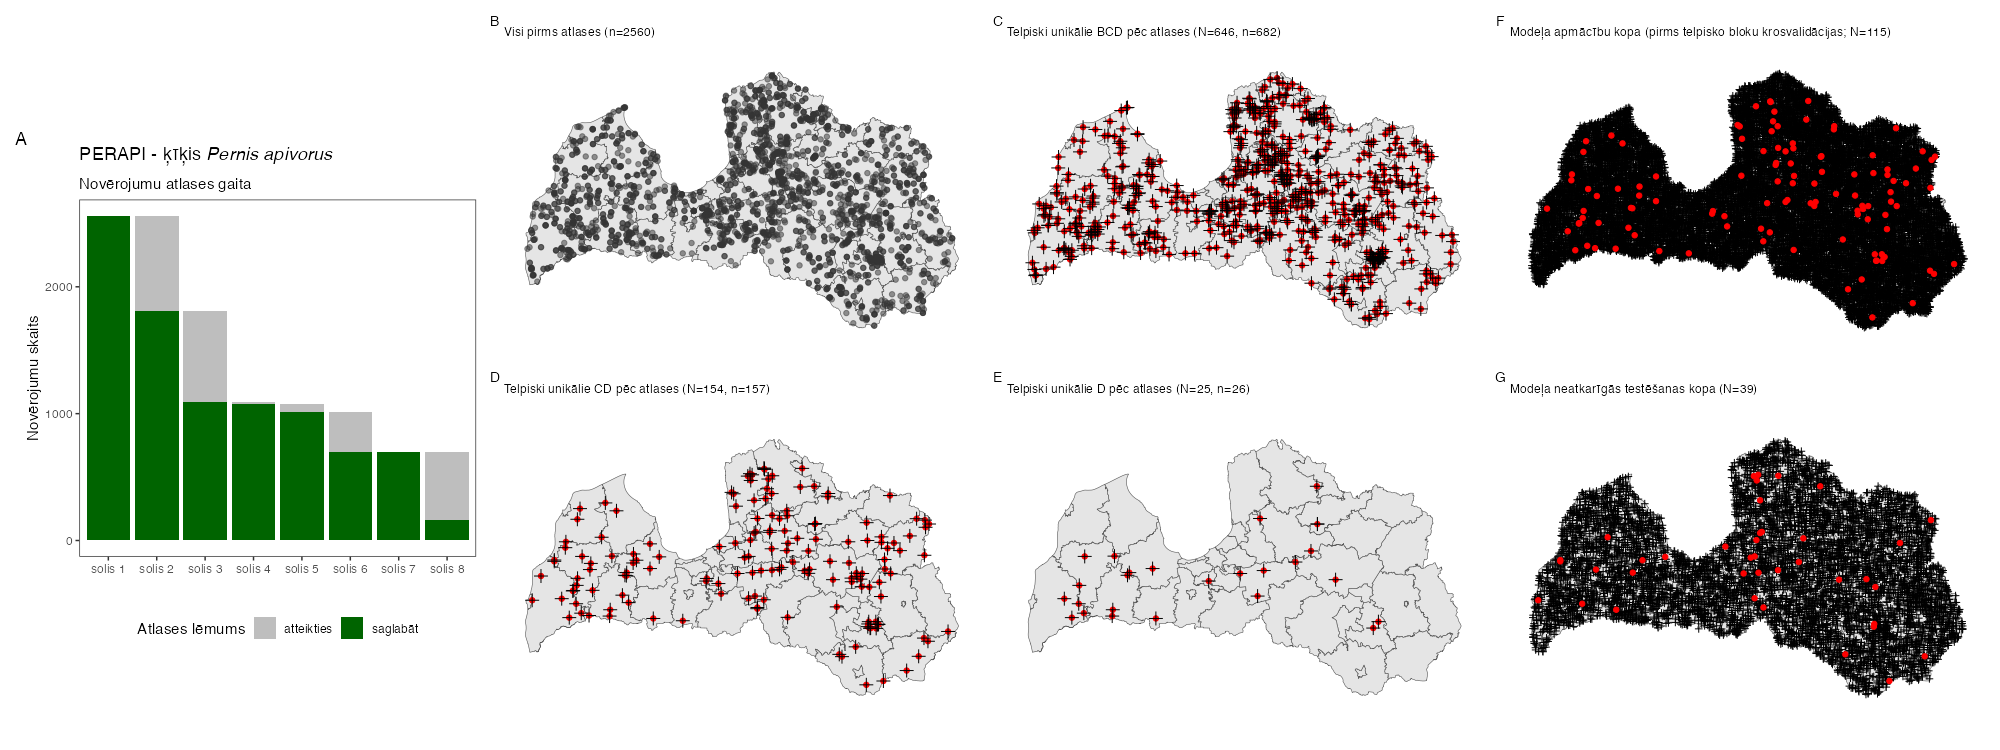 A
PERAPI - ķīķis Pernis apivorus
Novērojumu atlases gaita
Novērojumu skaits
2000
1000
0
solis 1
solis 2
solis 3
solis 4
solis 5
solis 6
solis 7
solis 8
Atlases lēmums
atteikties
saglabāt
B
Visi pirms atlases (n=2560)
C
Telpiski unikālie BCD pēc atlases (N=646, n=682)
D
Telpiski unikālie CD pēc atlases (N=154, n=157)
E
Telpiski unikālie D pēc atlases (N=25, n=26)
F
Modeļa apmācību kopa (pirms telpisko bloku krosvalidācijas; N=115)
G
Modeļa neatkarīgās testēšanas kopa (N=39)